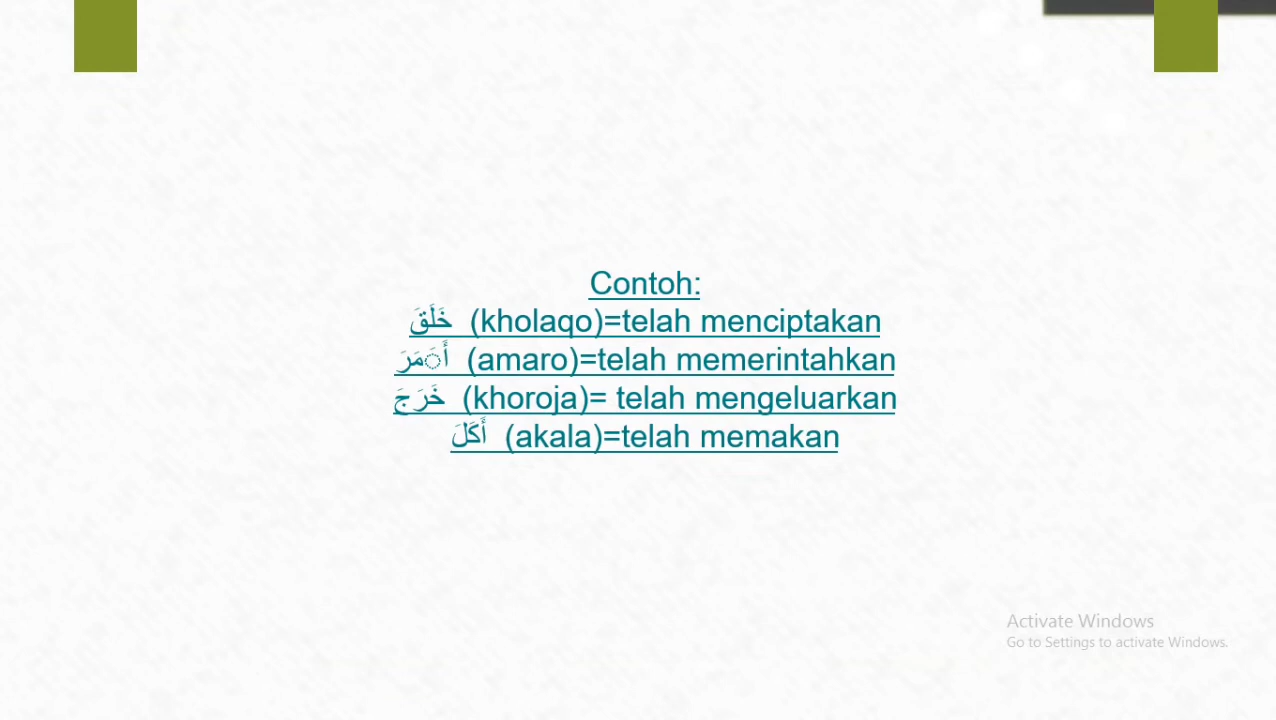 Contoh:
خَلَقَ (kholaqo)=telah menciptakan
أَ◌َمَرَ (amaro)=telah memerintahkan
خَرَجَ (khoroja)= telah mengeluarkan
أَكَلَ (akala)=telah memakan
Activate Windows
Go to Settings to activate Windows.